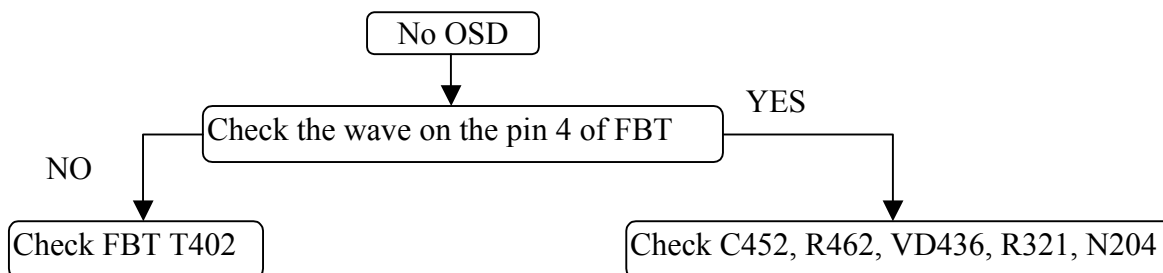 No OSD
YES
Check the wave on the pin 4 of FBT
NO
Check FBT T402
Check C452, R462, VD436, R321, N204